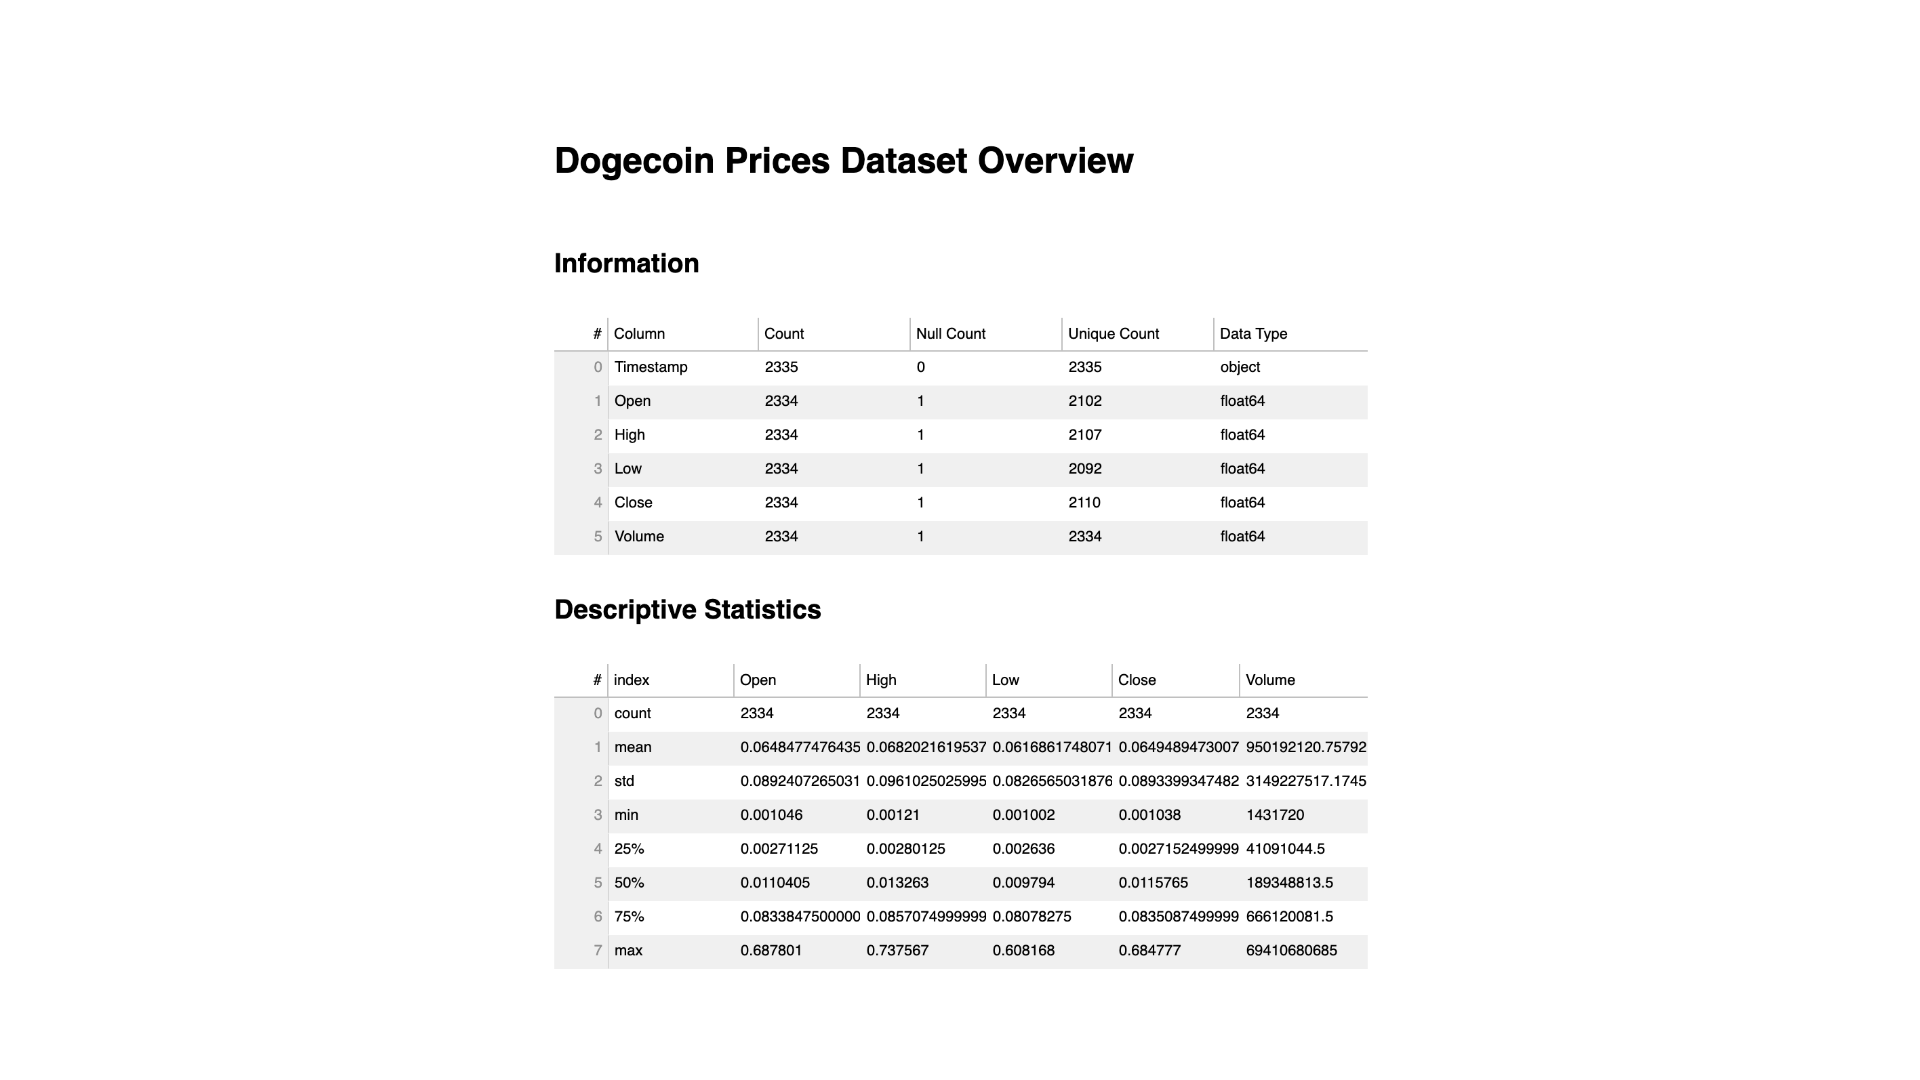 Dogecoin Prices Dataset Overview
Information
# Column Count Null Count Unique Count Data Type
0 Timestamp 2335 0 2335 object
1 Open 2334 1 2102 float64
2 High 2334 1 2107 float64
3 Low 2334 1 2092 float64
4 Close 2334 1 2110 float64
5 Volume 2334 1 2334 float64
Descriptive Statistics
# index Open High Low Close Volume
0 count 2334 2334 2334 2334 2334
1 mean 0.0648477476435 0.0682021619537 0.0616861748071 0.0649489473007 950192120.75792
2 std 0.0892407265031 0.0961025025995 0.0826565031876 0.0893399347482 3149227517.1745
3 min 0.001046 0.00121 0.001002 0.001038 1431720
4 25% 0.00271125 0.00280125 0.002636 0.0027152499999 41091044.5
5 50% 0.0110405 0.013263 0.009794 0.0115765 189348813.5
6 75% 0.0833847500000 0.0857074999999 0.08078275 0.0835087499999 666120081.5
7 max 0.687801 0.737567 0.608168 0.684777 69410680685